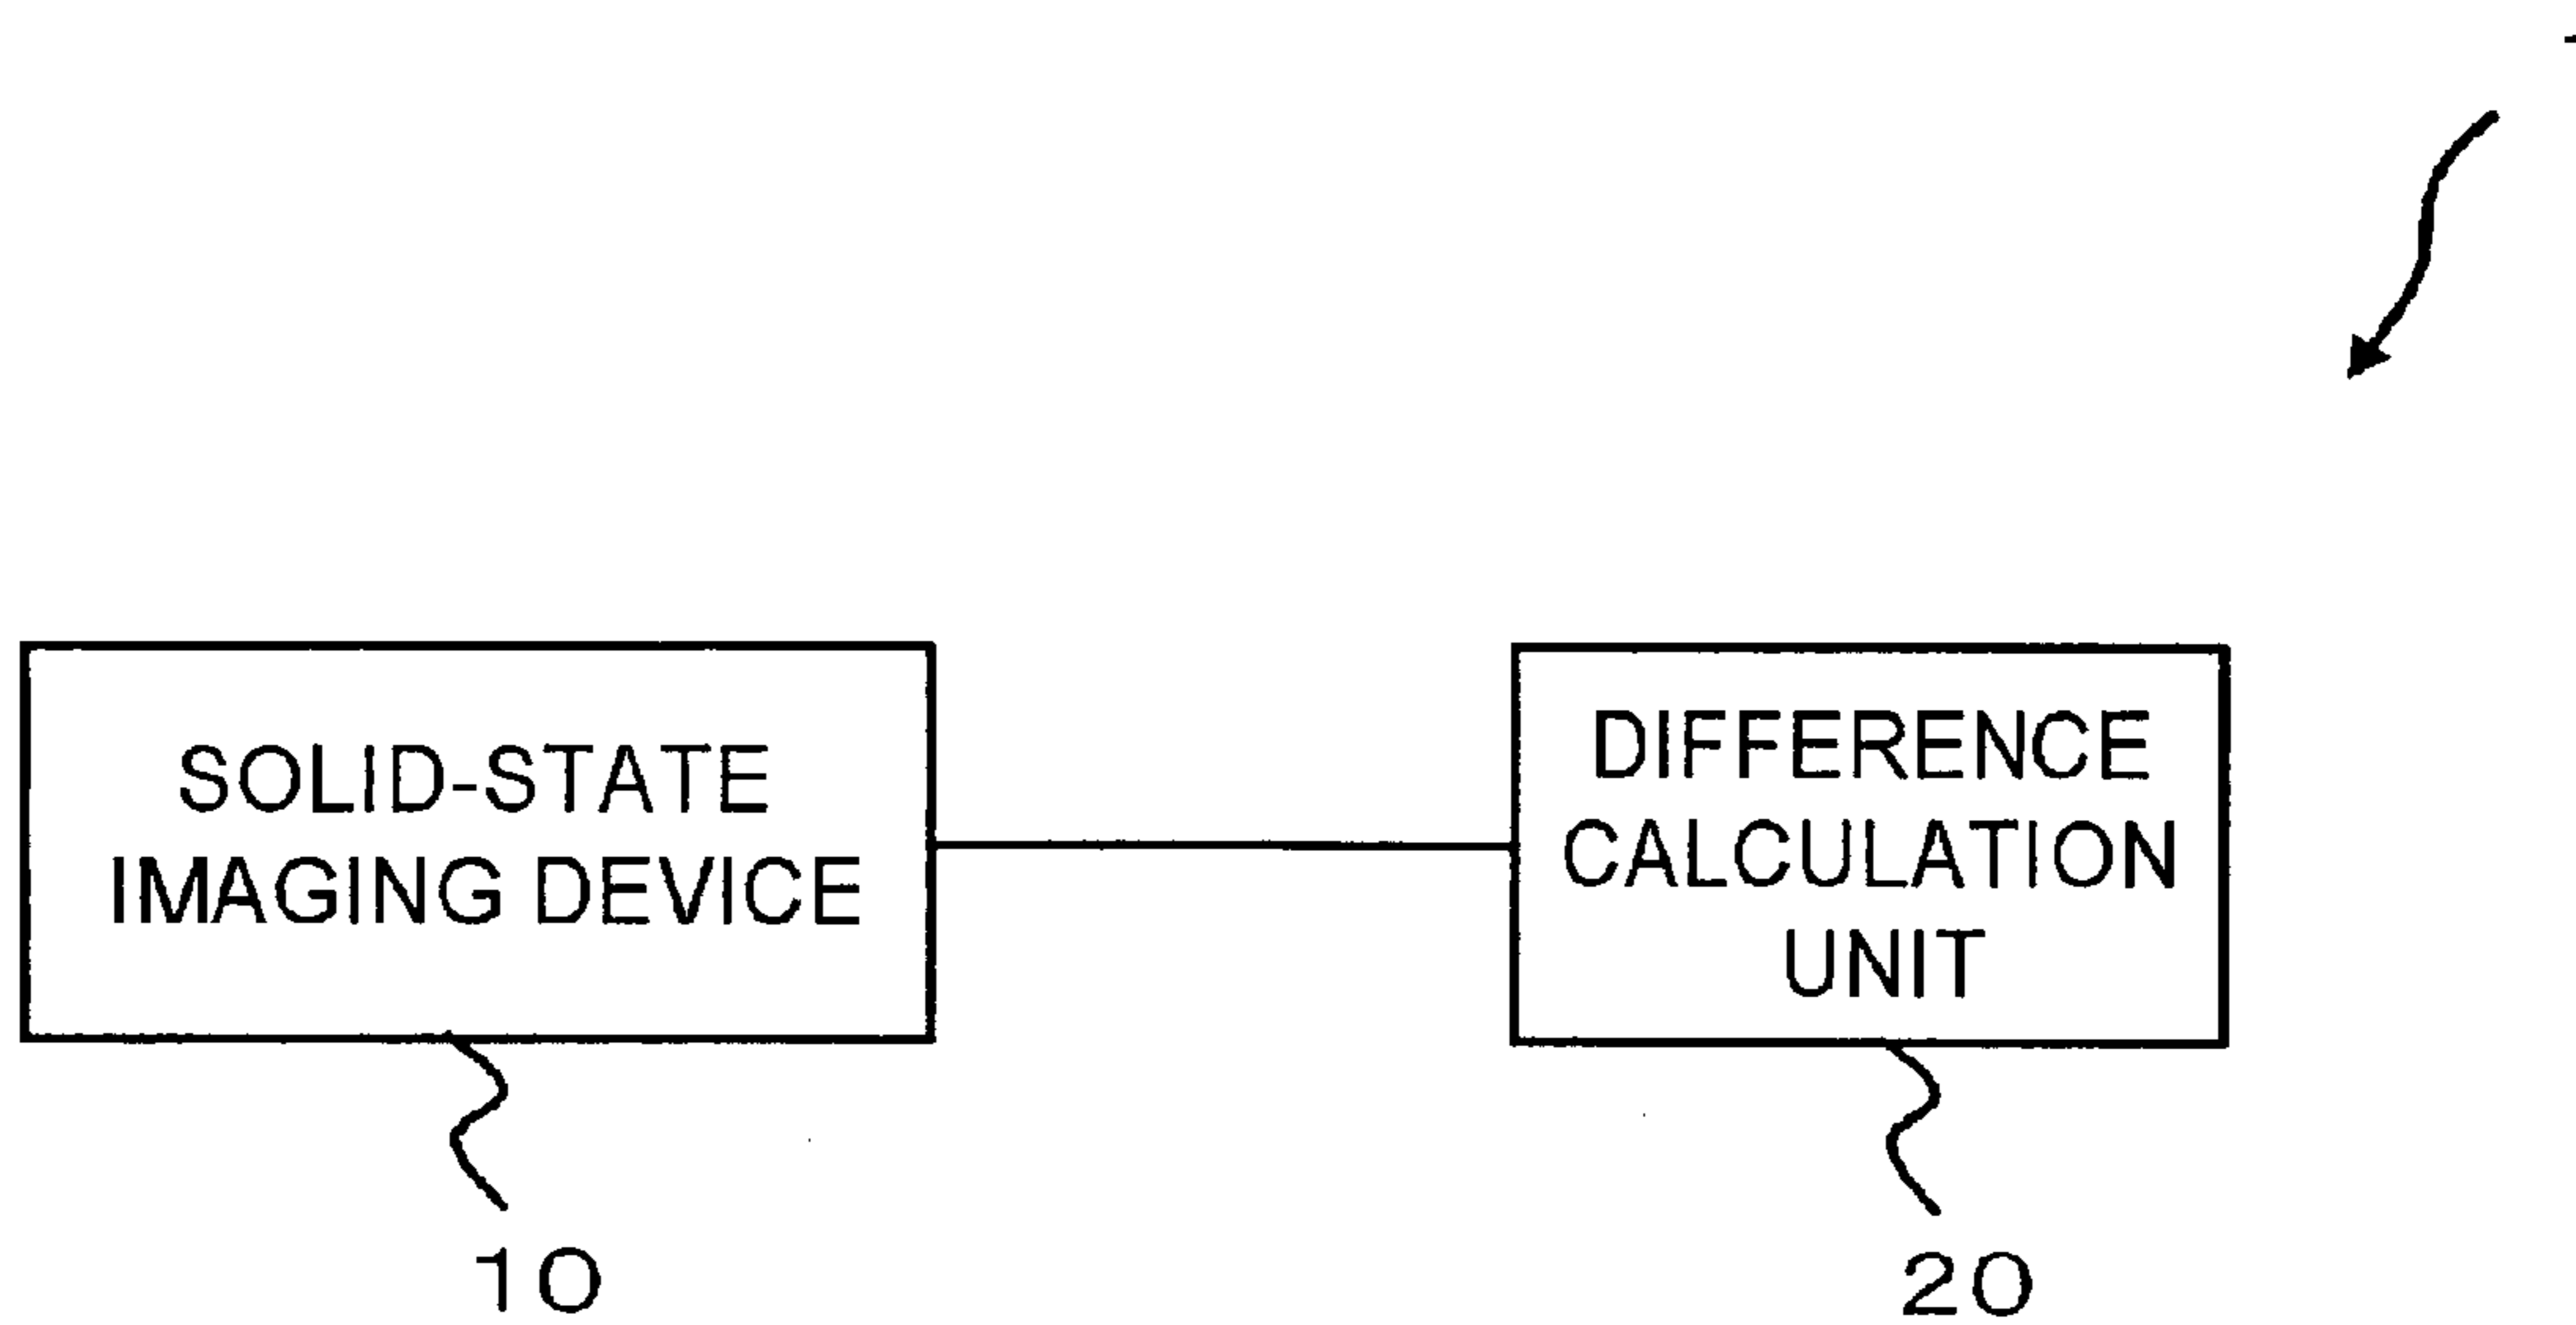 SOLID-STATE
IMAGING DEVICE
DIFFERENCE
CALCULATION
UNIT
10
20